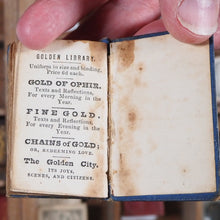 GOLDEN LIBRARY.
Uniform in size and binding.
Price 6d each.
GOLD OF OPHIR.
Texts and Reflections,
For every Morning in the
Year.
FINE GOLD.
Texts and Reflections,
For every Evening in the
Year.
CHAINS of GOLD;
or, REDEEMING LOVE.
The Golden City.
ITS JOYS,
SCENES, AND CITIZENS.